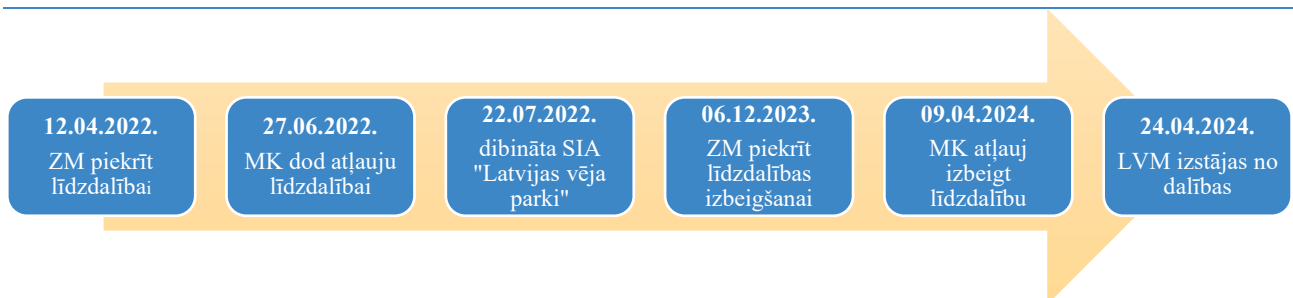 12.04.2022.
ZM piekrīt
līdzdalībai
27.06.2022.
MK dod atļauju
līdzdalībai
22.07.2022.
dibināta SIA
"Latvijas vēja
parki"
06.12.2023.
ZM piekrīt
līdzdalības
izbeigšanai
09.04.2024.
MK atļauj
izbeigt
līdzdalību
24.04.2024.
LVM izstājas no
dalības